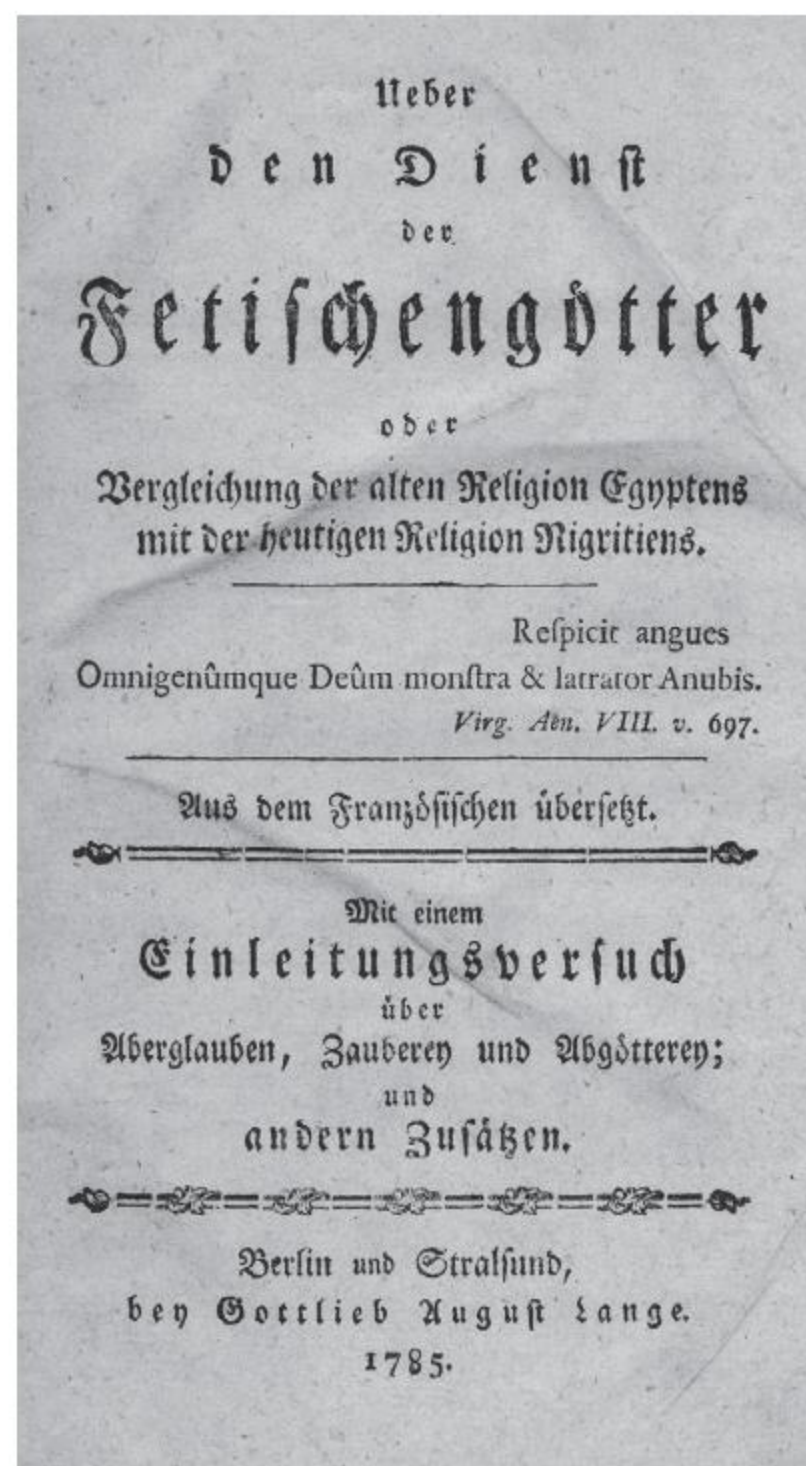 Ueber
den Dienſt
der
Fetiſchengötter
oder
Vergleichung der alten Religion Egyptens
mit der heutigen Religion Nigritiens.
Reſpicit angues
Omnigenûmque Deûm monſtra & latrator Anubis.
Virg. Aën. VIII. v. 697.
Aus dem Franzöſiſchen überſetzt.
Mit einem
Einleitungsverſuch
über
Aberglauben, Zauberey und Abgötterey;
und
andern Zuſätzen.
Berlin und Stralſund,
bey Gottlieb Auguſt Lange.
1785.